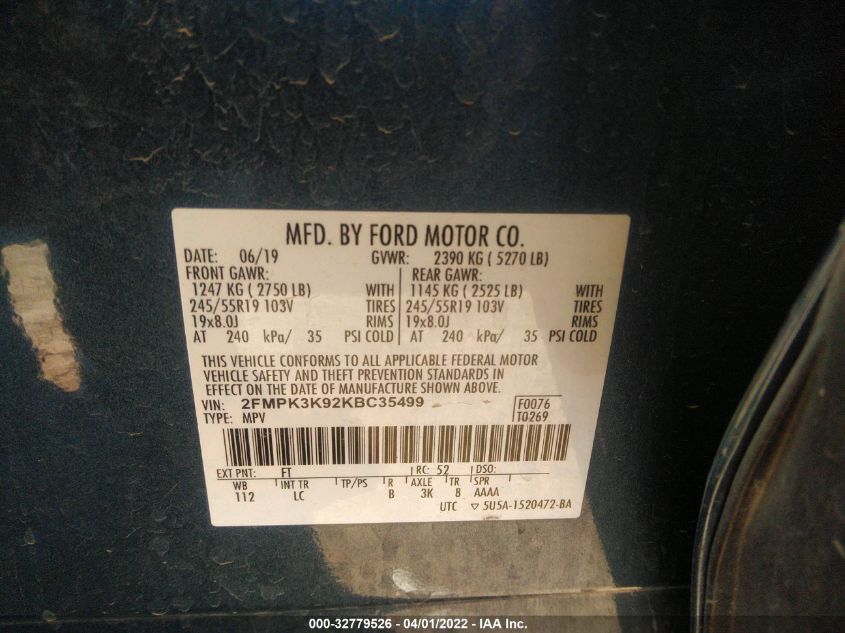 MFD. BY FORD MOTOR CO.
DATE: 06/19 GVWR: 2390 KG ( 5270 LB)
FRONT GAWR: REAR GAWR:
1247 KG ( 2750 LB) WITH 1145 KG ( 2525 LB) WITH
245/55R19 103V TIRES 245/55R19 103V TIRES
19x8.0J RIMS 19x8.0J RIMS
AT 240 kPa/ 35 PSI COLD AT 240 kPa/ 35 PSI COLD
THIS VEHICLE CONFORMS TO ALL APPLICABLE FEDERAL MOTOR
VEHICLE SAFETY AND THEFT PREVENTION STANDARDS IN
EFFECT ON THE DATE OF MANUFACTURE SHOWN ABOVE.
VIN: 2FMPK3K92KBC35499 F0076
TYPE: MPV T0269
EXT PNT: FT RC: 52 DSO:
WB INT TR TP/PS R AXLE TR SPR
112 LC B 3K B AAAA
UTC ▽ 5U5A-1520472-BA
000-32779526 - 04/01/2022 - IAA Inc.